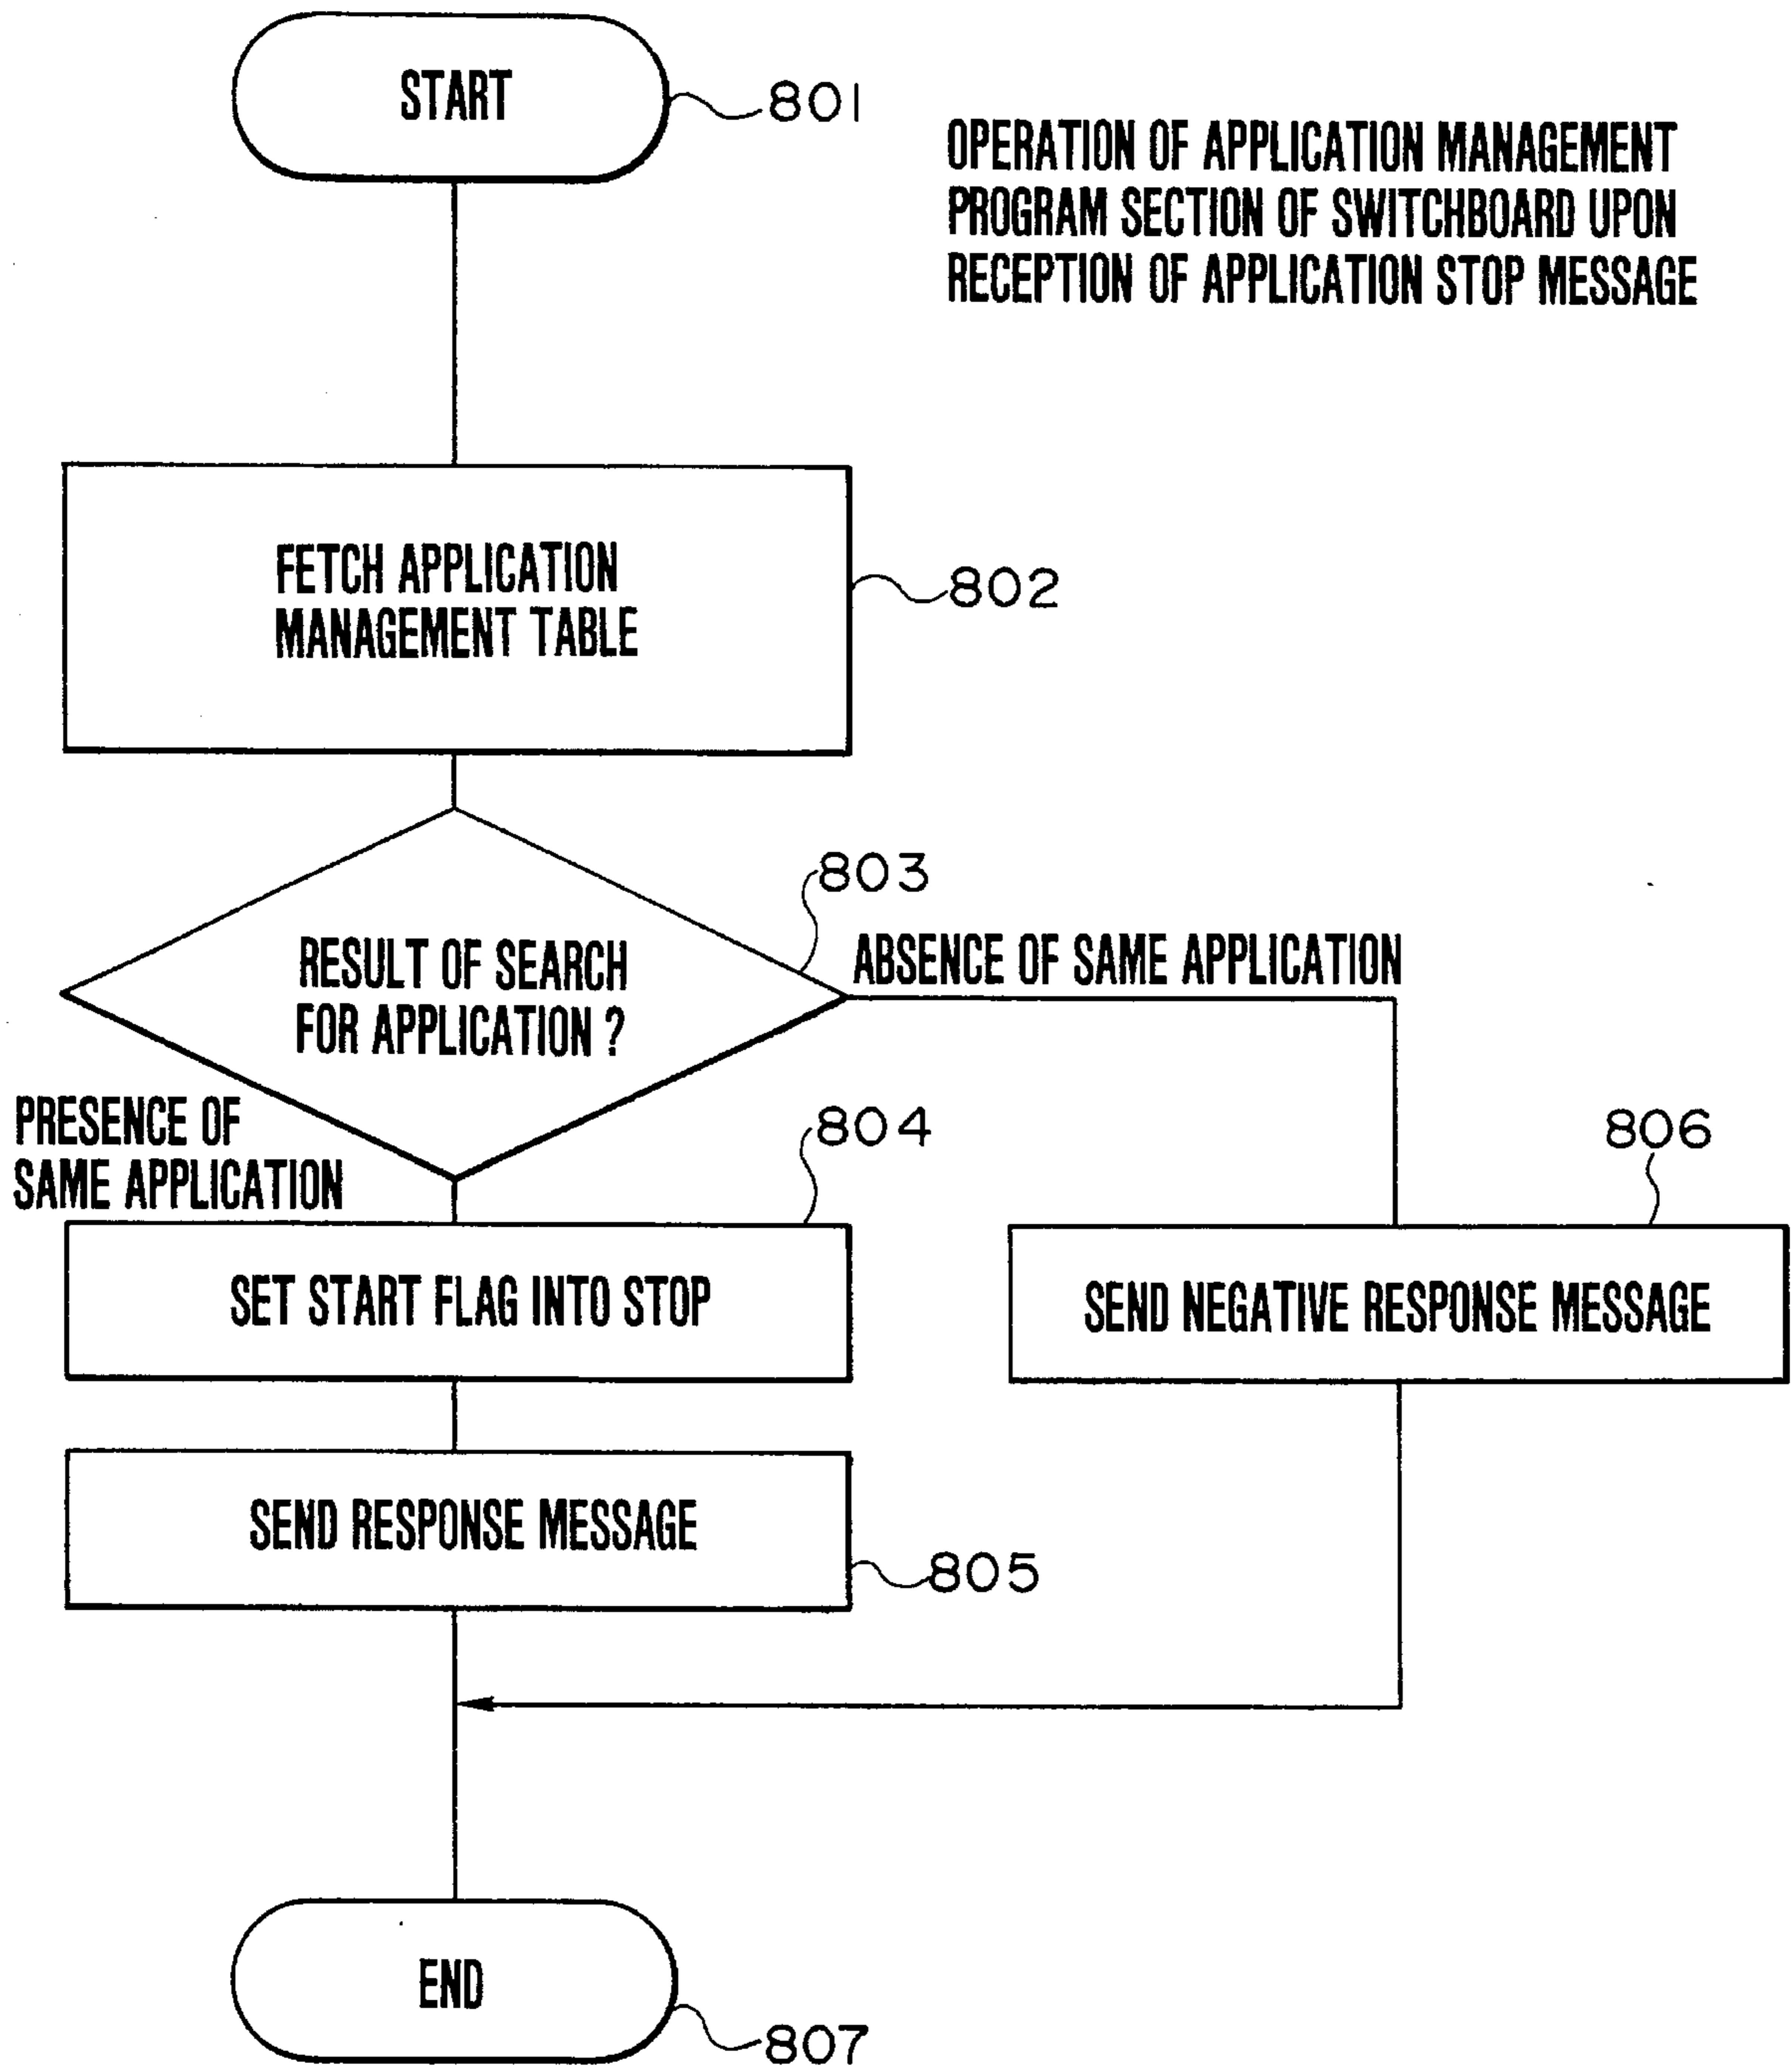 START
801
OPERATION OF APPLICATION MANAGEMENT
PROGRAM SECTION OF SWITCHBOARD UPON
RECEPTION OF APPLICATION STOP MESSAGE
FETCH APPLICATION
MANAGEMENT TABLE
802
803
RESULT OF SEARCH
FOR APPLICATION ?
ABSENCE OF SAME APPLICATION
PRESENCE OF
SAME APPLICATION
804
806
SET START FLAG INTO STOP
SEND NEGATIVE RESPONSE MESSAGE
SEND RESPONSE MESSAGE
805
END
807